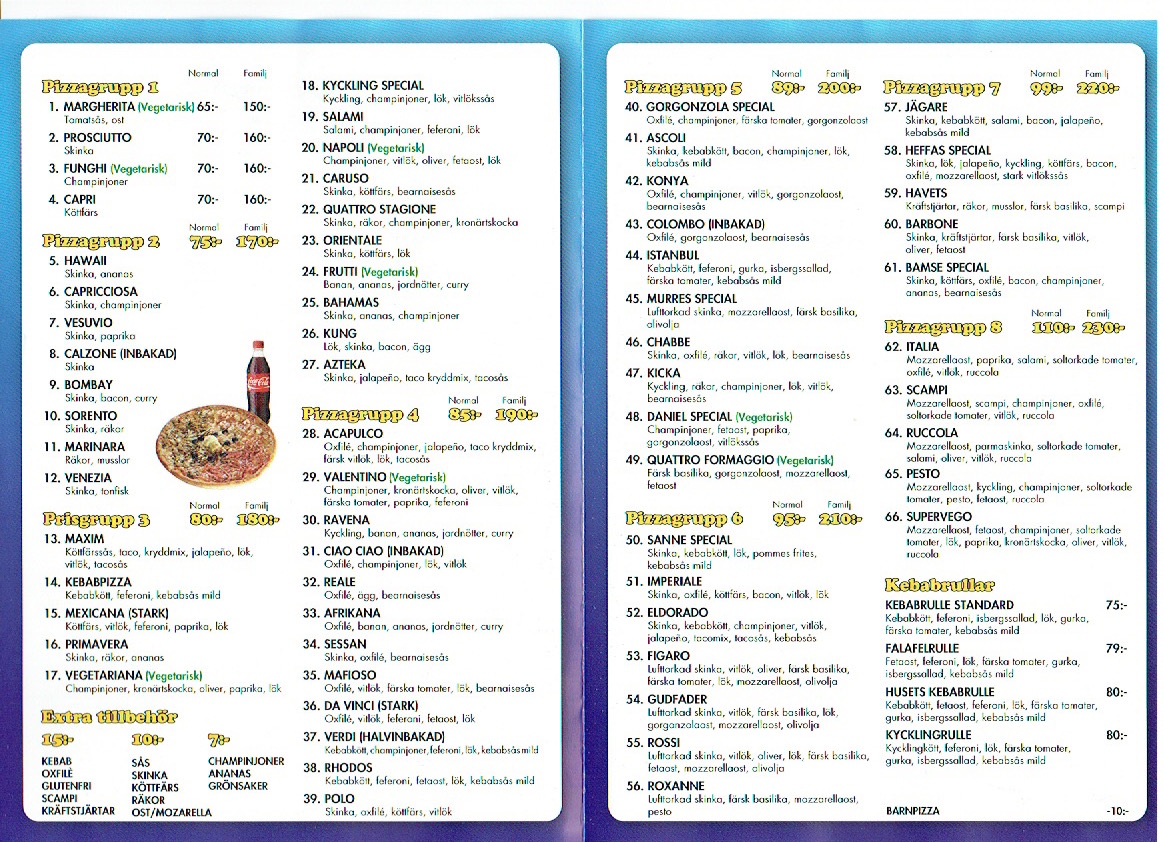 Normal Familj
Pizzagrupp 1
1. MARGHERITA (Vegetarisk) 65:- 150:-
Tamatsås, ost
2. PROSCIUTO 70:- 160:-
Skinka
3. FUNGHI (Vegetarisk) 70:- 160:-
Champinjoner
4. CAPRI 70:- 160:-
Köttfärs
Normal Familj
Pizzagrupp 2 75:- 170:-
5. HAWAII
Skinka, ananas
6. CAPRICCIOSA
Skinka, champinjoner
7. VESUVIO
Skinka, paprika
8. CALZONE (INBAKAD)
Skinka
9. BOMBAY
Skinka, bacon, curry
10. SORENTO
Skinka, räkor
11. MARINARA
Räkor, musslor
12. VENEZIA
Skinka, tonfisk
Coca-Cola
Normal Familj
Prisgrupp 3 80:- 180:-
13. MAXIM
Köttfärssås, taco, kryddmix, jalapeño, lök,
vitlök, tacosås
14. KEBABPIZZA
Kebabkött, feferoni, kebabsås mild
15. MEXICANA (STARK)
Köttfärs, vitlök, feferoni, paprika, lök
16. PRIMAVERA
Skinka, räkor, ananas
17. VEGETARIANA (Vegetarisk)
Champinjoner, kronärtskocka, oliver, paprika, lök
Extra tillbehör
15:- 10:- 7:-
KEBAB SÅS CHAMPINJONER
OXFILÉ SKINKA ANANAS
GLUTENFRI KÖTTFÄRS GRÖNSAKER
SCAMPI RÄKOR
KRÄFTSTJÄRTAR OST/MOZARELLA
18. KYCKLING SPECIAL
Kyckling, champinjoner, lök, vitlökssås
19. SALAMI
Salami, champinjoner, feferoni, lök
20. NAPOLI (Vegetarisk)
Champinjoner, vitlök, oliver, fetaost, lök
21. CARUSO
Skinka, köttfärs, bearnaisesås
22. QUATTRO STAGIONE
Skinka, räkor, champinjoner, kronärtskocka
23. ORIENTALE
Skinka, köttfärs, lök
24. FRUTTI (Vegetarisk)
Banan, ananas, jordnötter, curry
25. BAHAMAS
Skinka, ananas, champinjoner
26. KUNG
Lök, skinka, bacon, ägg
27. AZTEKA
Skinka, jalapeño, taco kryddmix, tacosås
Normal Familj
Pizzagrupp 4 85:- 190:-
28. ACAPULCO
Oxfilé, champinjoner, jalapeño, taco kryddmix,
färsk vitlök, lök, tacosås
29. VALENTINO (Vegetarisk)
Champinjoner, kronärtskocka, oliver, vitlök,
färska tomater, paprika, feferoni
30. RAVENA
Kyckling, banan, ananas, jordnötter, curry
31. CIAO CIAO (INBAKAD)
Oxfilé, champinjoner, lök, vitlök
32. REALE
Oxfilé, ägg, bearnaisesås
33. AFRIKANA
Oxfilé, banan, ananas, jordnötter, curry
34. SESSAN
Skinka, oxfilé, bearnaisesås
35. MAFIOSO
Oxfilé, vitlök, färska tomater, lök, bearnaisesås
36. DA VINCI (STARK)
Oxfilé, vitlök, feferoni, fetaost, lök
37. VERDI (HALVINBAKAD)
Kebabkött, champinjoner, feferoni, lök, kebabsås mild
38. RHODOS
Kebabkött, feferoni, fetaost, lök, kebabsås mild
39. POLO
Skinka, oxfilé, köttfärs, vitlök
Normal Familj
Pizzagrupp 5 89:- 200:-
40. GORGONZOLA SPECIAL
Oxfilé, champinjoner, färska tomater, gorgonzolaost
41. ASCOLI
Skinka, kebabkött, bacon, champinjoner, lök,
kebabsås mild
42. KONYA
Oxfilé, champinjoner, vitlök, gorgonzolaost,
bearnaisesås
43. COLOMBO (INBAKAD)
Oxfilé, gorgonzolaost, bearnaisesås
44. ISTANBUL
Kebabkött, feferoni, gurka, isbergssallad,
färska tomater, kebabsås mild
45. MURRES SPECIAL
Lufttorkad skinka, mozzarellaost, färsk basilika,
olivolja
46. CHABBE
Skinka, oxfilé, räkor, vitlök, lök, bearnaisesås
47. KICKA
Kyckling, räkor, champinjoner, lök, vitlök,
bearnaisesås
48. DANIEL SPECIAL (Vegetarisk)
Champinjoner, fetaost, paprika,
gorgonzolaost, vitlökssås
49. QUATTRO FORMAGGIO (Vegetarisk)
Färsk basilika, gorgonzolaost, mozzarellaost,
fetaost
Normal Familj
Pizzagrupp 6 95:- 210:-
50. SANNE SPECIAL
Skinka, kebabkött, lök, pommes frites,
kebabsås mild
51. IMPERIALE
Skinka, oxfilé, köttfärs, bacon, vitlök, lök
52. ELDORADO
Skinka, kebabkött, champinjoner, vitlök,
jalapeño, tacomix, tacosås, kebabsås
53. FIGARO
Lufttorkad skinka, vitlök, oliver, färsk basilika,
färska tomater, lök, mozzarellaost, olivolja
54. GUDFADER
Lufttorkad skinka, vitlök, färsk basilika, lök,
gorgonzolaost, mozzarellaost, olivolja
55. ROSSI
Lufttorkad skinka, vitlök, oliver, lök, färsk basilika,
fetaost, mozzarellaost, olivolja
56. ROXANNE
Lufttorkad skinka, färsk basilika, mozzarellaost,
pesto
Normal Familj
Pizzagrupp 7 99:- 220:-
57. JÄGARE
Skinka, kebabkött, salami, bacon, jalapeño,
kebabsås mild
58. HEFFAS SPECIAL
Skinka, lök, jalapeño, kyckling, köttfärs, bacon,
oxfilé, mozzarellaost, stark vitlökssås
59. HAVETS
Kräftstjärtar, räkor, musslor, färsk basilika, scampi
60. BARBONE
Skinka, kräftstjärtar, färsk basilika, vitlök,
oliver, fetaost
61. BAMSE SPECIAL
Skinka, köttfärs, oxfilé, bacon, champinjoner,
ananas, bearnaisesås
Normal Familj
Pizzagrupp 8 110:- 230:-
62. ITALIA
Mozzarellaost, paprika, salami, soltorkade tomater,
oxfilé, vitlök, ruccola
63. SCAMPI
Mozzarellaost, scampi, champinjoner, oxfilé,
soltorkade tomater, vitlök, ruccola
64. RUCCOLA
Mozzarellaost, parmaskinka, soltorkade tomater,
salami, oliver, vitlök, ruccola
65. PESTO
Mozzarellaost, kyckling, champinjoner, soltorkade
tomater, pesto, fetaost, ruccola
66. SUPERVEGO
Mozzarellaost, fetaost, champinjoner, soltorkade
tomater, lök, paprika, kronärtskocka, oliver, vitlök,
ruccola
Kebabrullar
KEBABRULLE STANDARD 75:-
Kebabkött, feferoni, isbergssallad, lök, gurka,
färska tomater, kebabsås mild
FALAFELRULLE 79:-
Fetaost, feferoni, lök, färska tomater, gurka,
isbergssallad, kebabsås mild
HUSETS KEBABRULLE 80:-
Kebabkött, fetaost, feferoni, lök, färska tomater,
gurka, isbergssallad, kebabsås mild
KYCKLINGRULLE 80:-
Kycklingkött, feferoni, lök, färska tomater,
gurka, isbergssallad, kebabsås mild
BARNPIZZA -10:-